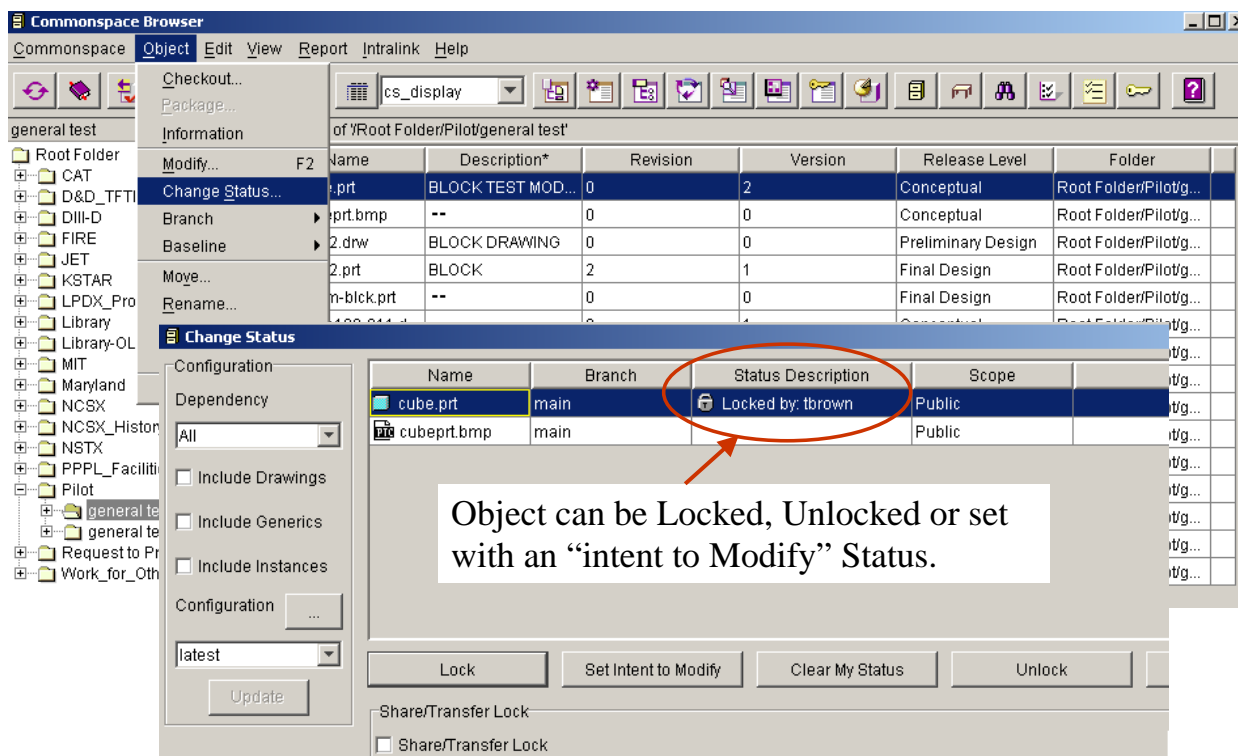 Commonspace Browser
Commonspace Object Edit View Report Intralink Help
cs_display
Checkout...
Package...
Information
Modify... F2
Change Status...
Branch
Baseline
Move...
Rename...
general test
of '/Root Folder/Pilot/general test'
Root Folder
CAT
D&D_TFTI
DIII-D
FIRE
JET
KSTAR
LPDX_Pro
Library
Library-OL
MIT
Maryland
NCSX
NCSX_Histor
NSTX
PPPL_Faciliti
Pilot
general te
general te
Request to Pr
Work_for_Oth
Name Description* Revision Version Release Level Folder
.prt BLOCK TEST MOD... 0 2 Conceptual Root Folder/Pilot/g...
prt.bmp -- 0 0 Conceptual Root Folder/Pilot/g...
2.drw BLOCK DRAWING 0 0 Preliminary Design Root Folder/Pilot/g...
2.prt BLOCK 2 1 Final Design Root Folder/Pilot/g...
n-blck.prt -- 0 0 Final Design Root Folder/Pilot/g...
Change Status
Configuration
Dependency
All
Include Drawings
Include Generics
Include Instances
Configuration ...
latest
Update
Name Branch Status Description Scope
cube.prt main Locked by: tbrown Public
cubeprt.bmp main Public
Object can be Locked, Unlocked or set
with an “intent to Modify” Status.
Lock Set Intent to Modify Clear My Status Unlock
Share/Transfer Lock
Share/Transfer Lock